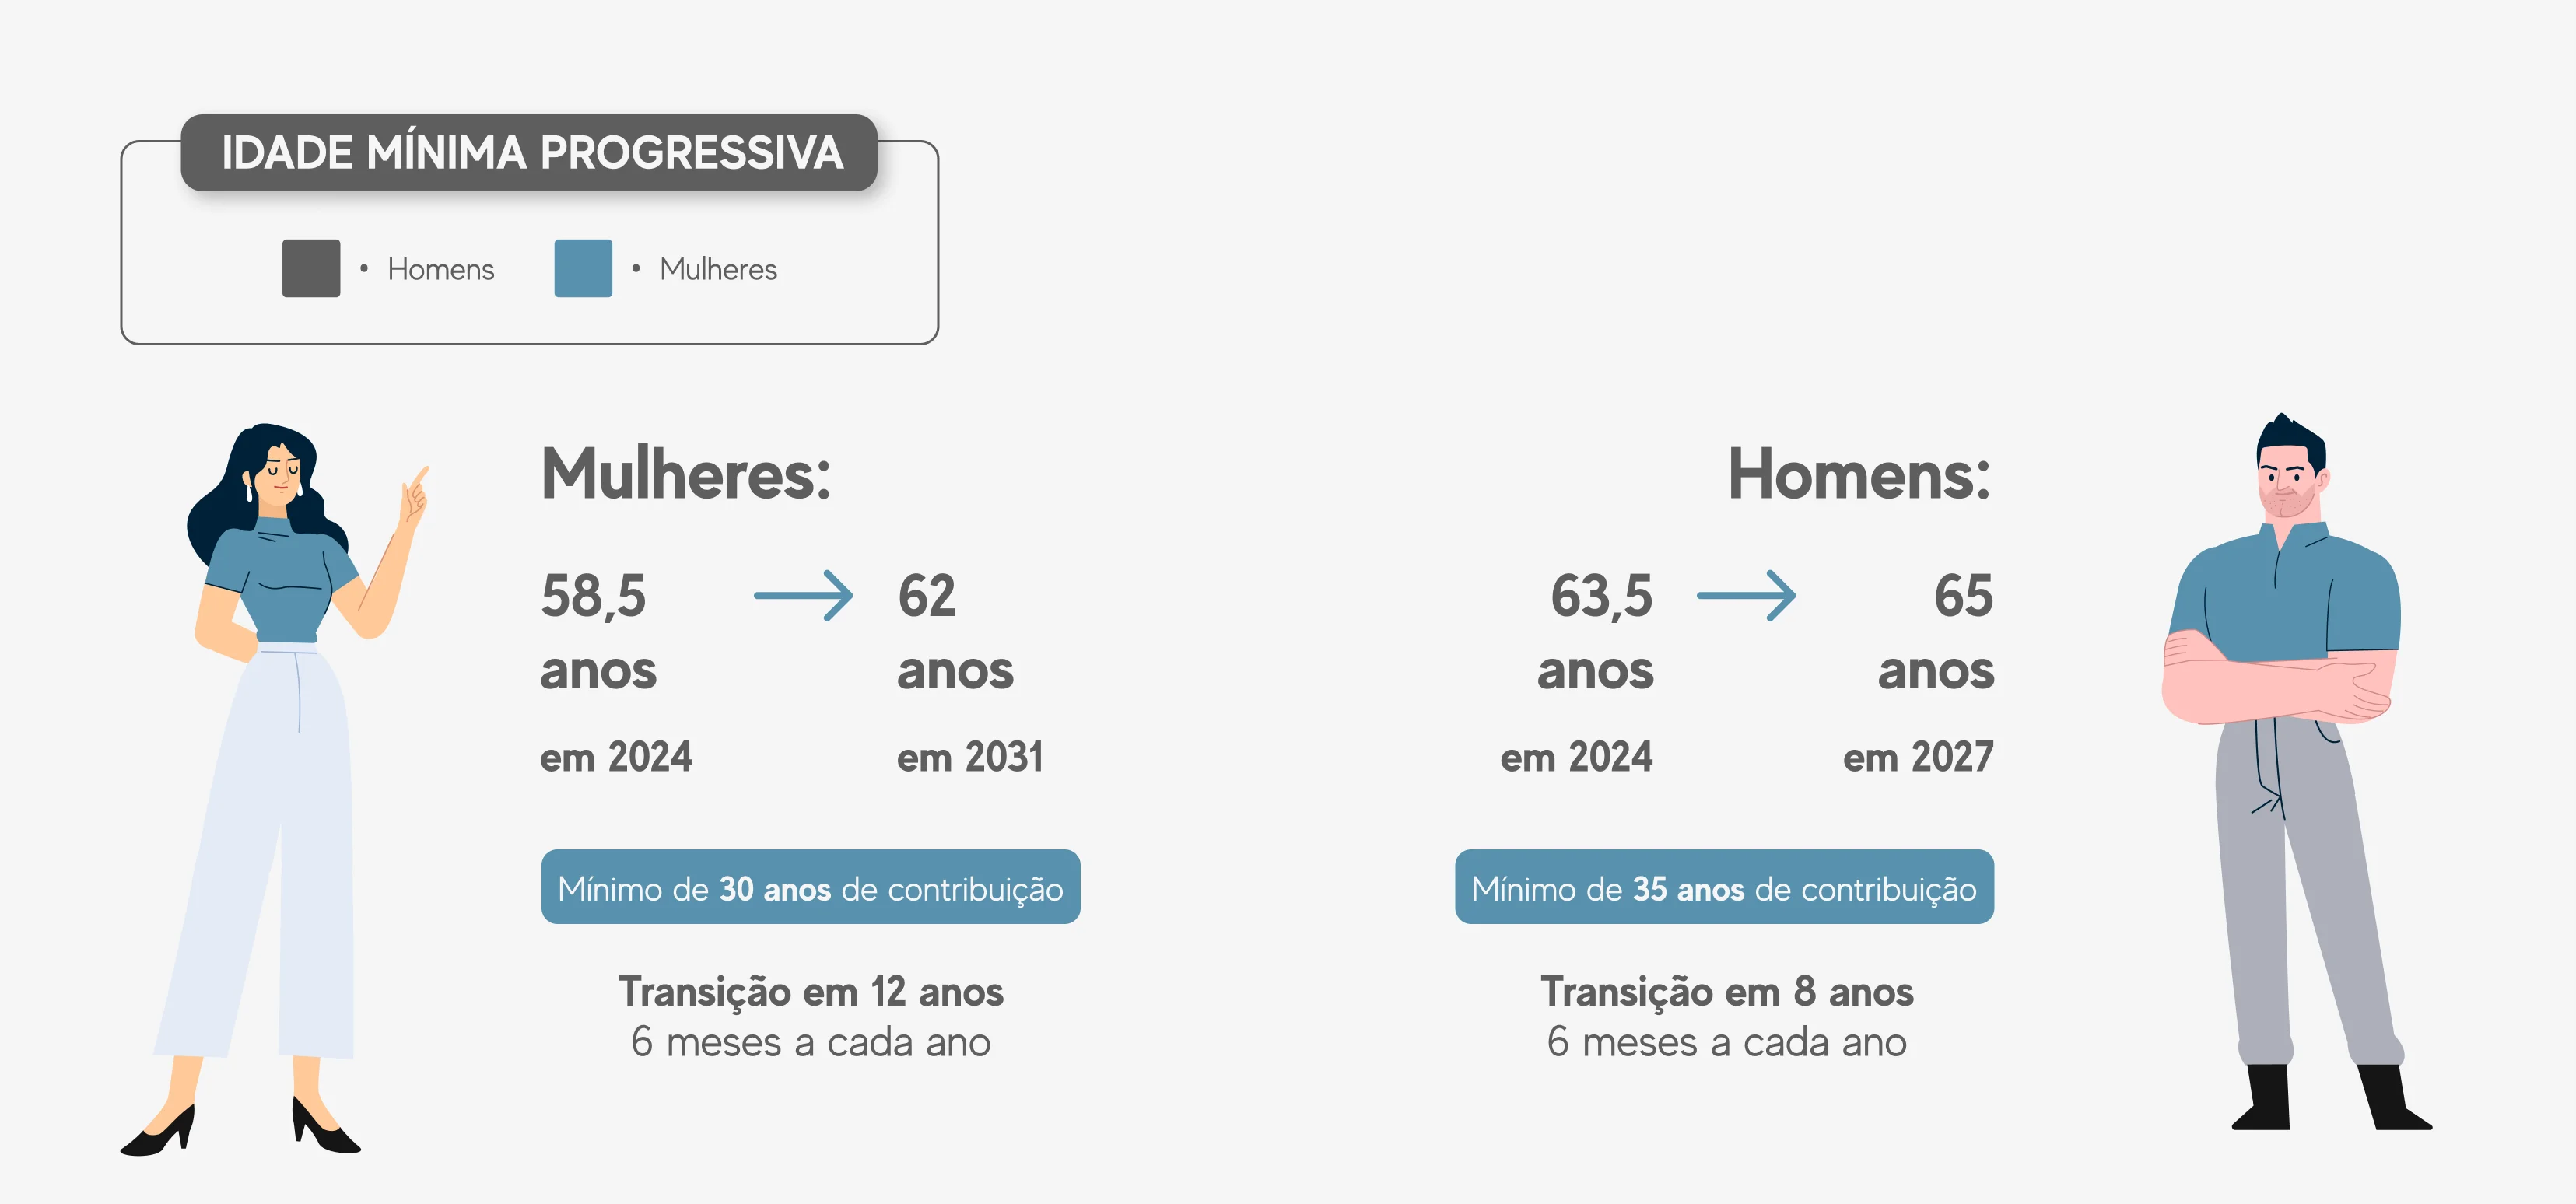 IDADE MÍNIMA PROGRESSIVA
• Homens • Mulheres
Mulheres:
58,5 62
anos anos
em 2024 em 2031
Mínimo de 30 anos de contribuição
Transição em 12 anos
6 meses a cada ano
Homens:
63,5 65
anos anos
em 2024 em 2027
Mínimo de 35 anos de contribuição
Transição em 8 anos
6 meses a cada ano